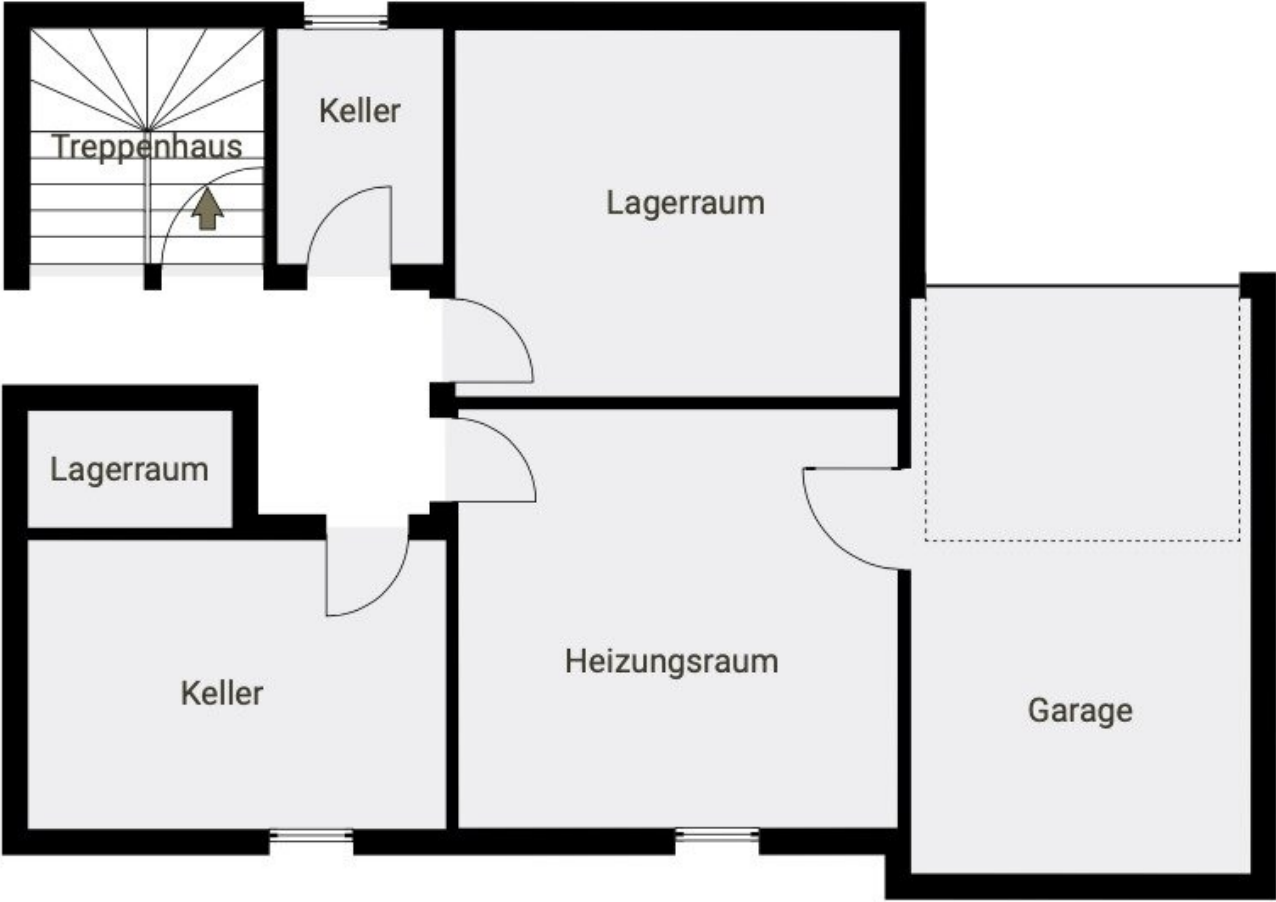 Keller
Treppenhaus
Lagerraum
Lagerraum
Heizungsraum
Keller
Garage